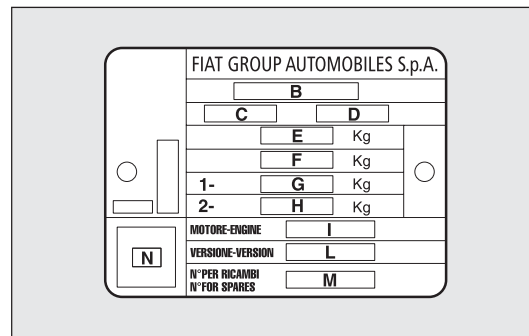 FIAT GROUP AUTOMOBILES S.p.A.
B
C D
E Kg
F Kg
1- G Kg
2- H Kg
MOTORE-ENGINE I
VERSIONE-VERSION L
N°PER RICAMBI
N°FOR SPARES M
N